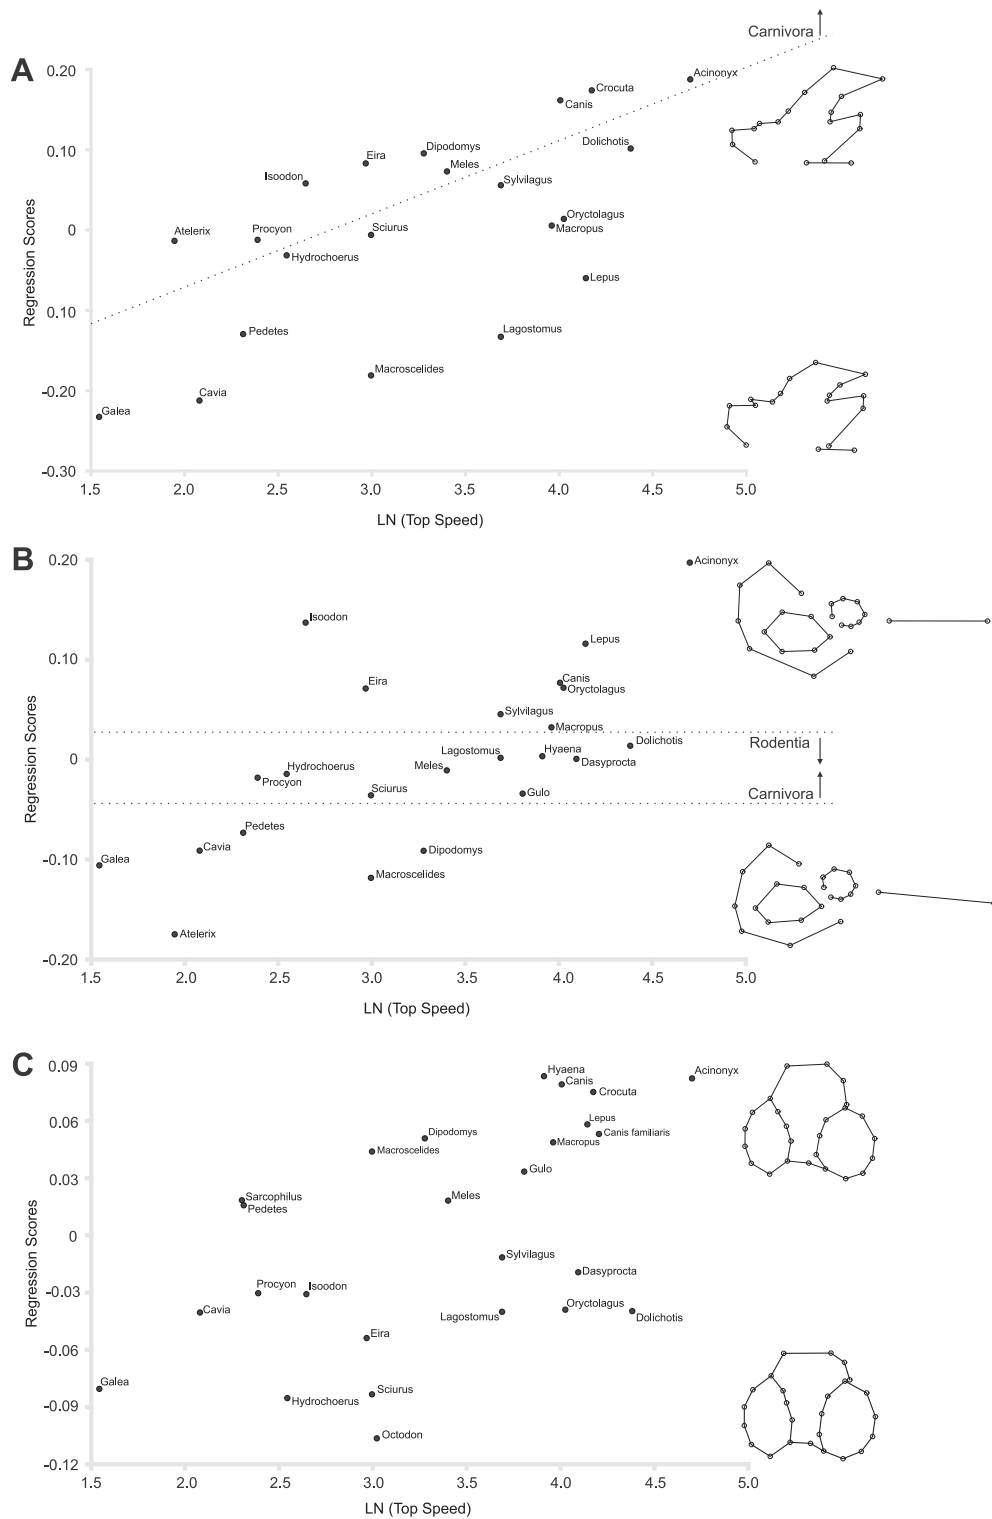 Carnivora
A
0.20
Acinonyx
Crocuta
Canis
0.10
Dipodomys
Dolichotis
Eira
Meles
Isoodon
Sylvilagus
Oryctolagus
0
Atelerix
Procyon
Sciurus
Macropus
Hydrochoerus
Lepus
0.10
Pedetes
Lagostomus
Macroscelides
-0.20
Cavia
Galea
-0.30
Regression Scores
1.5 2.0 2.5 3.0 3.5 4.0 4.5 5.0
LN (Top Speed)
B
0.20
Acinonyx
Isoodon
Lepus
0.10
Eira
Canis
Oryctolagus
Sylvilagus
Macropus
Rodentia
Dolichotis
Lagostomus
Hyaena
0
Hydrochoerus
Meles
Dasyprocta
Procyon
Sciurus
Gulo
Carnivora
Pedetes
Cavia
Dipodomys
-0.10
Galea
Macroscelides
Atelerix
-0.20
Regression Scores
1.5 2.0 2.5 3.0 3.5 4.0 4.5 5.0
LN (Top Speed)
C
0.09
Hyaena
Acinonyx
Canis
Crocuta
0.06
Lepus
Dipodomys
Canis familiaris
Macropus
Macroscelides
Gulo
0.03
Sarcophilus
Meles
Pedetes
0
Sylvilagus
Dasyprocta
-0.03
Procyon
Isoodon
Cavia
Lagostomus
Oryctolagus
Dolichotis
Eira
-0.06
Galea
Sciurus
Hydrochoerus
-0.09
Octodon
-0.12
Regression Scores
1.5 2.0 2.5 3.0 3.5 4.0 4.5 5.0
LN (Top Speed)